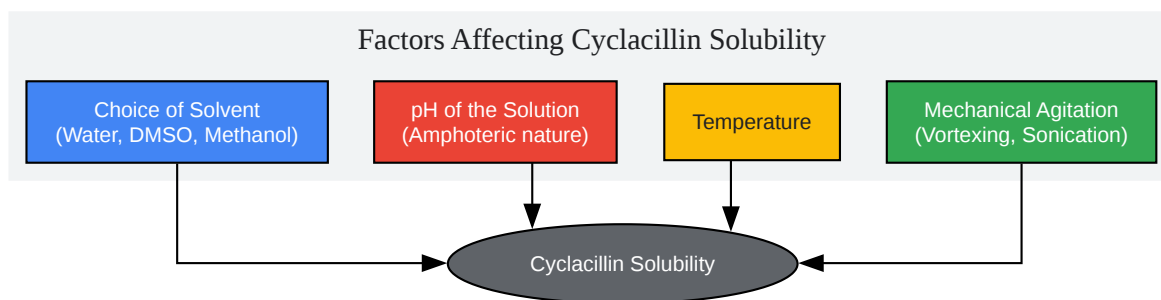 Factors Affecting Cyclacillin Solubility
Choice of Solvent
(Water, DMSO, Methanol)
pH of the Solution
(Amphoteric nature)
Temperature
Mechanical Agitation
(Vortexing, Sonication)
Cyclacillin Solubility